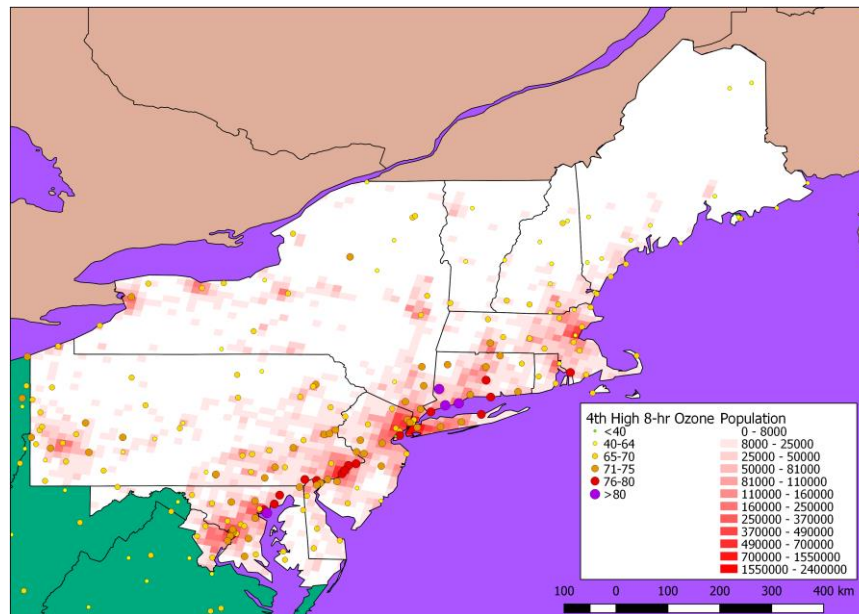 4th High 8-hr Ozone
<40
40-64
65-70
71-75
76-80
>80
Population
0 - 8000
8000 - 25000
25000 - 50000
50000 - 81000
81000 - 110000
110000 - 160000
160000 - 250000
250000 - 370000
370000 - 490000
490000 - 700000
700000 - 1550000
1550000 - 2400000
100 0 100 200 300 400 km